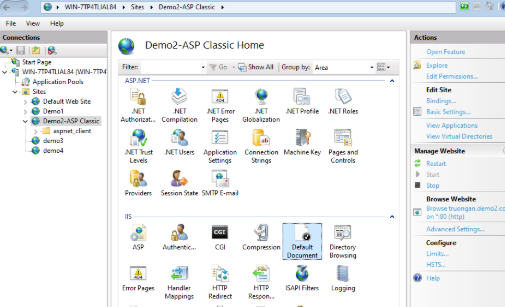 WIN-7TP4TLIAL84 ▸ Sites ▸ Demo2-ASP Classic ▸
File View Help
Connections
Start Page
WIN-7TP4TLIAL84 (WIN-7TP4T
Application Pools
Sites
Default Web Site
Demo1
Demo2-ASP Classic
aspnet_client
demo3
demo4
Demo2-ASP Classic Home
Filter: Go Show All Group by: Area
ASP.NET
.NET Authorizat...
.NET Compilation
.NET Error Pages
.NET Globalization
.NET Profile
.NET Roles
.NET Trust Levels
.NET Users
Application Settings
Connection Strings
Machine Key
Pages and Controls
Providers
Session State
SMTP E-mail
IIS
ASP
Authentic...
CGI
Compression
Default Document
Directory Browsing
Error Pages
Handler Mappings
HTTP Redirect
HTTP Respon...
ISAPI Filters
Logging
Actions
Open Feature
Explore
Edit Permissions...
Edit Site
Bindings...
Basic Settings...
View Applications
View Virtual Directories
Manage Website
Restart
Start
Stop
Browse Website
Browse truongan.demo2.co
on *:80 (http)
Advanced Settings...
Configure
Limits...
HSTS...
Help